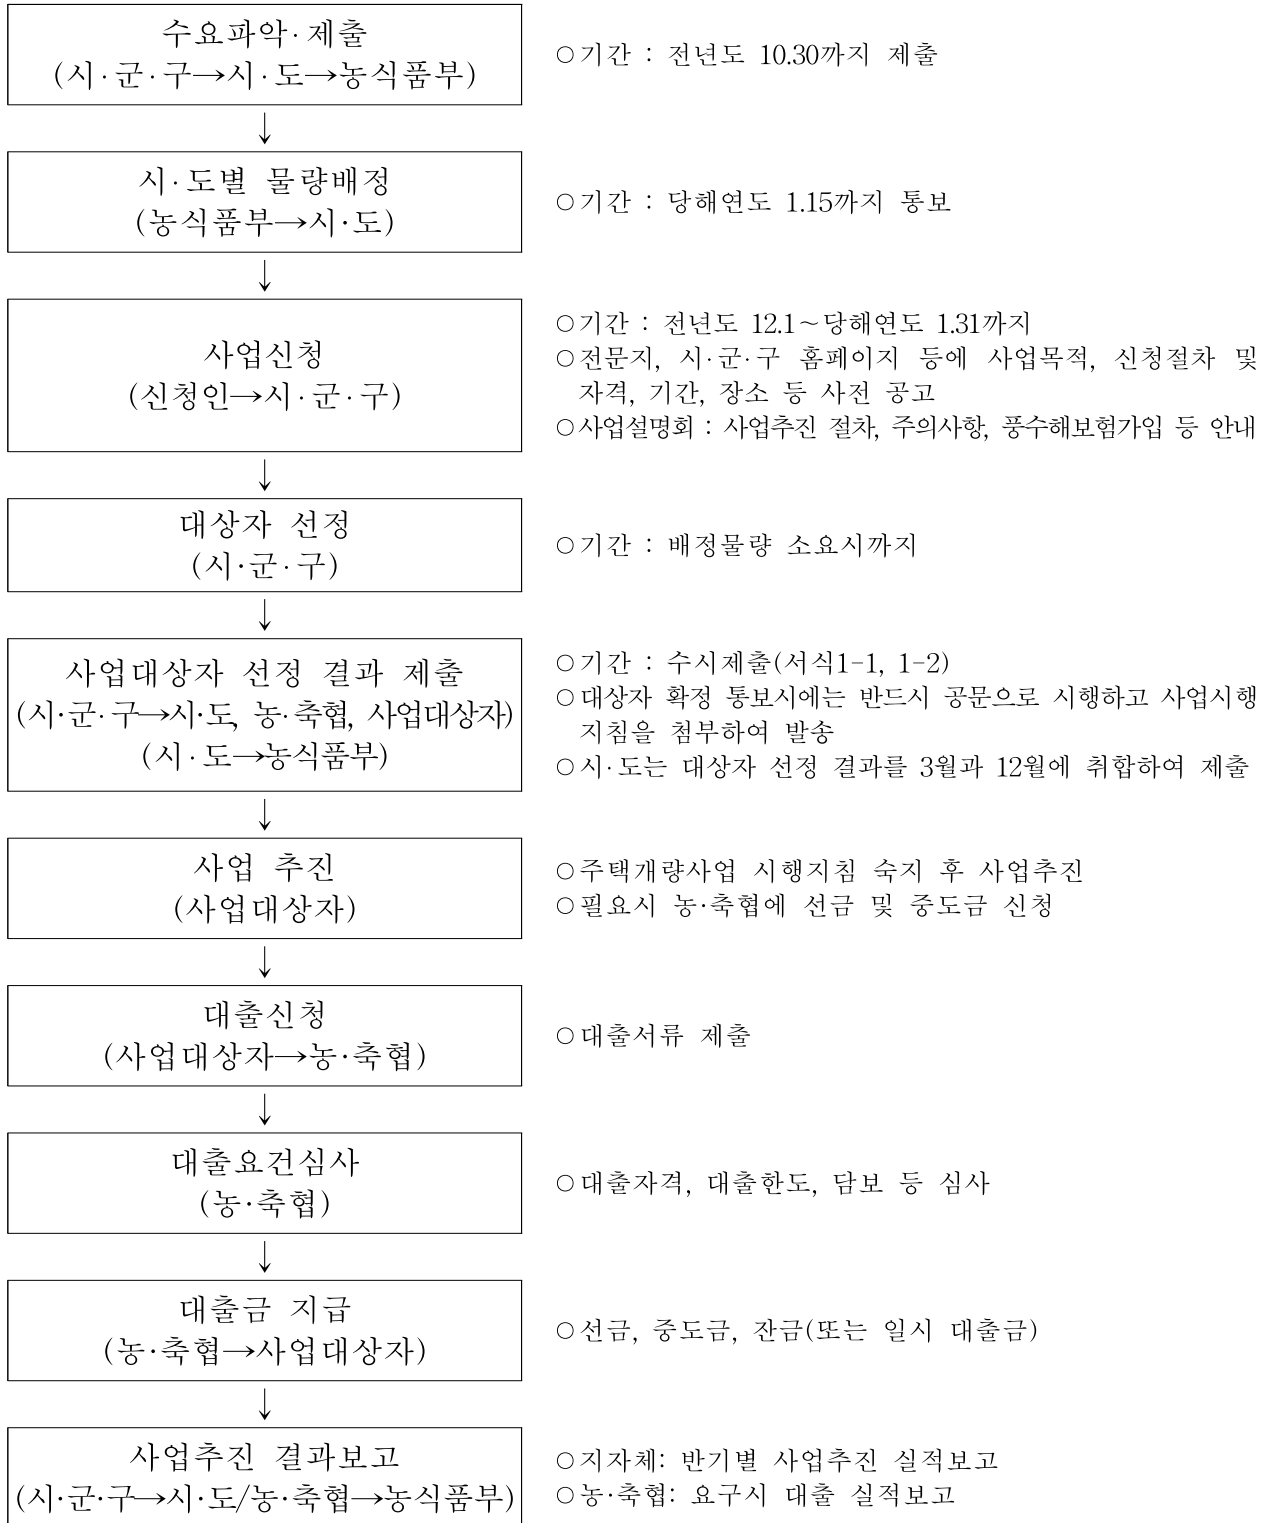 수요파악·제출
(시·군·구→시·도→농식품부)
○기간 : 전년도 10.30까지 제출
↓
시·도별 물량배정
(농식품부→시·도)
○기간 : 당해연도 1.15까지 통보
↓
사업신청
(신청인→시·군·구)
○기간 : 전년도 12.1～당해연도 1.31까지
○전문지, 시·군·구 홈페이지 등에 사업목적, 신청절차 및
자격, 기간, 장소 등 사전 공고
○사업설명회 : 사업추진 절차, 주의사항, 풍수해보험가입 등 안내
↓
대상자 선정
(시·군·구)
○기간 : 배정물량 소요시까지
↓
사업대상자 선정 결과 제출
(시·군·구→시·도, 농·축협, 사업대상자)
(시·도→농식품부)
○기간 : 수시제출(서식1-1, 1-2)
○대상자 확정 통보시에는 반드시 공문으로 시행하고 사업시행
지침을 첨부하여 발송
○시·도는 대상자 선정 결과를 3월과 12월에 취합하여 제출
↓
사업 추진
(사업대상자)
○주택개량사업 시행지침 숙지 후 사업추진
○필요시 농·축협에 선금 및 중도금 신청
↓
대출신청
(사업대상자→농·축협)
○대출서류 제출
↓
대출요건심사
(농·축협)
○대출자격, 대출한도, 담보 등 심사
↓
대출금 지급
(농·축협→사업대상자)
○선금, 중도금, 잔금(또는 일시 대출금)
↓
사업추진 결과보고
(시·군·구→시·도/농·축협→농식품부)
○지자체: 반기별 사업추진 실적보고
○농·축협: 요구시 대출 실적보고